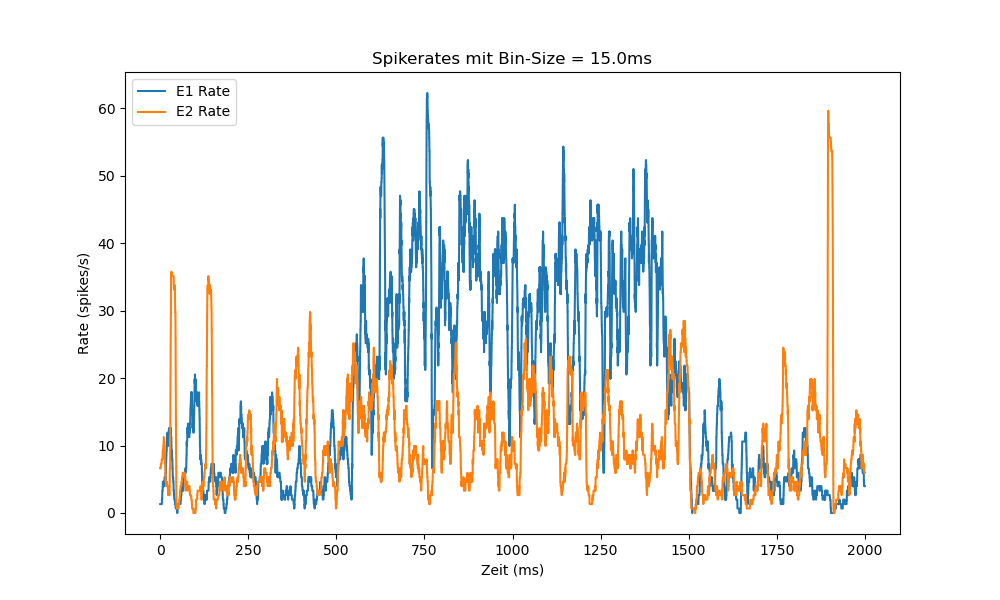 Spikerates mit Bin-Size = 15.0ms
E1 Rate
E2 Rate
60
50
40
30
20
10
0
Rate (spikes/s)
0 250 500 750 1000 1250 1500 1750 2000
Zeit (ms)